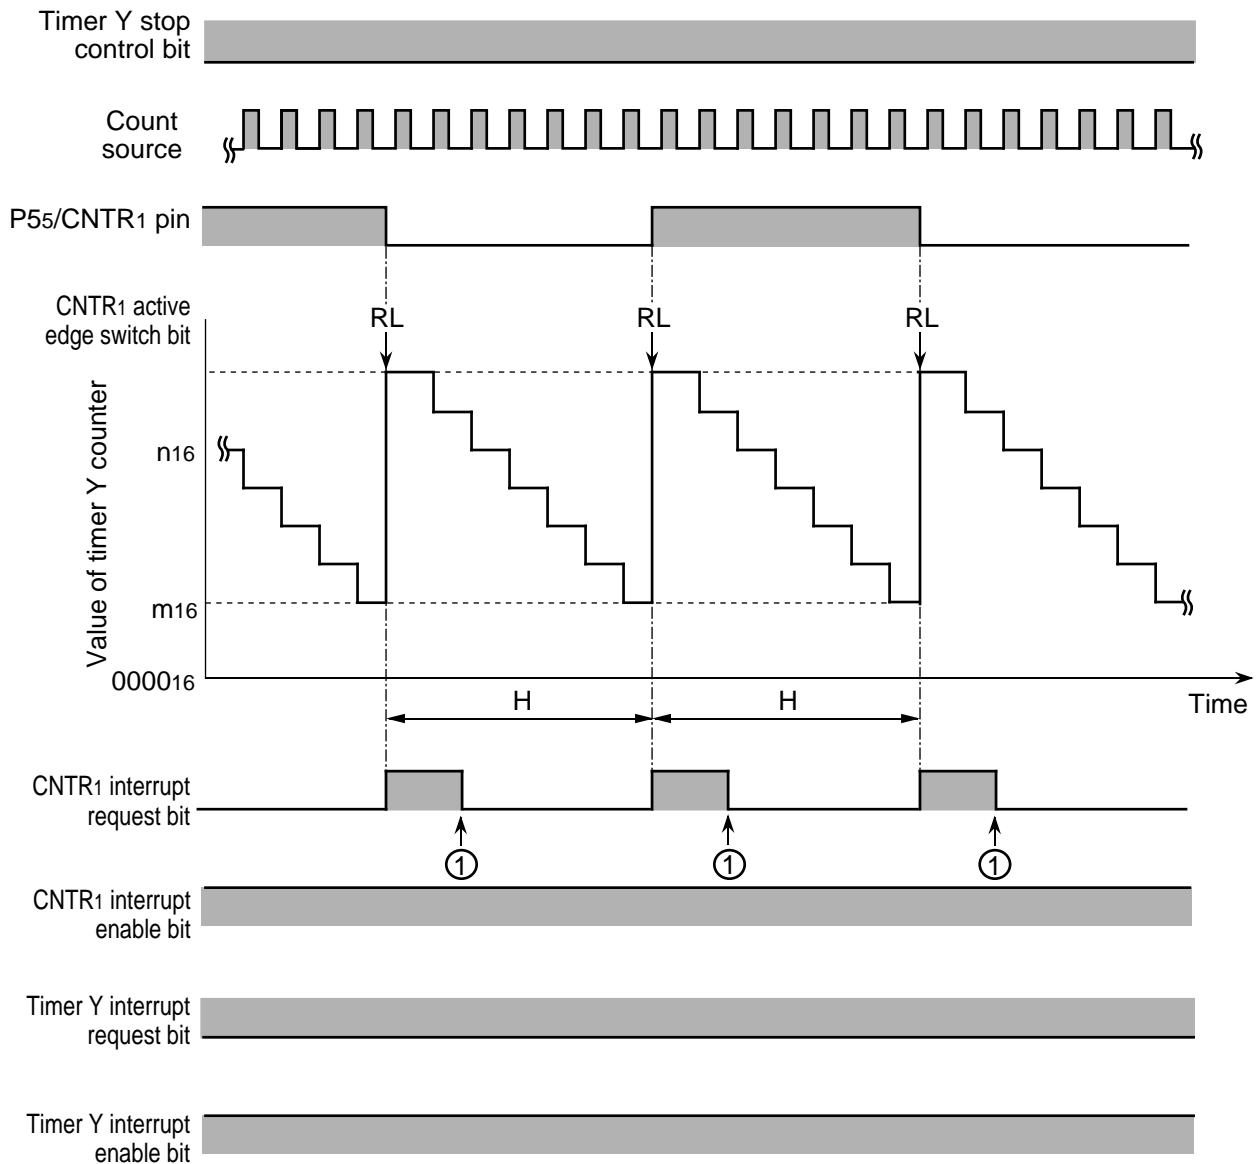 Timer Y stop
control bit
Count
source
P55/CNTR1 pin
CNTR1 active
edge switch bit
RL
RL
RL
Value of timer Y counter
n16
m16
000016
Time
H
H
CNTR1 interrupt
request bit
1
1
1
CNTR1 interrupt
enable bit
Timer Y interrupt
request bit
Timer Y interrupt
enable bit